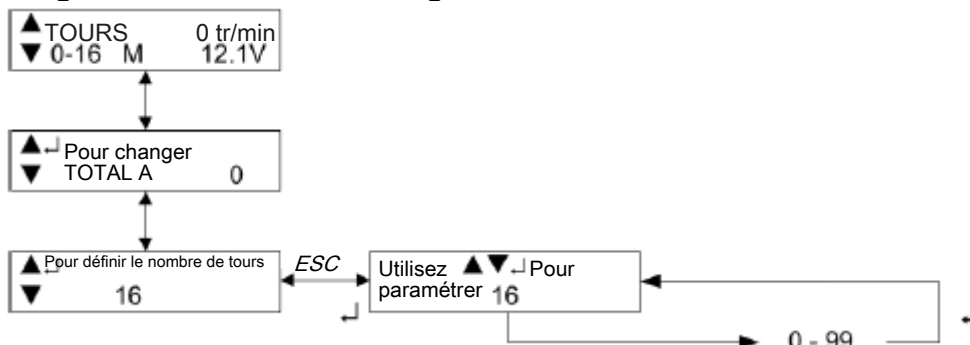 ▲ TOURS 0 tr/min
▼ 0-16 M 12.1V
▲↵ Pour changer
▼ TOTAL A 0
▲↵ Pour définir le nombre de tours
▼ 16
ESC
↵
Utilisez ▲▼↵ Pour
paramétrer 16
0 - 99